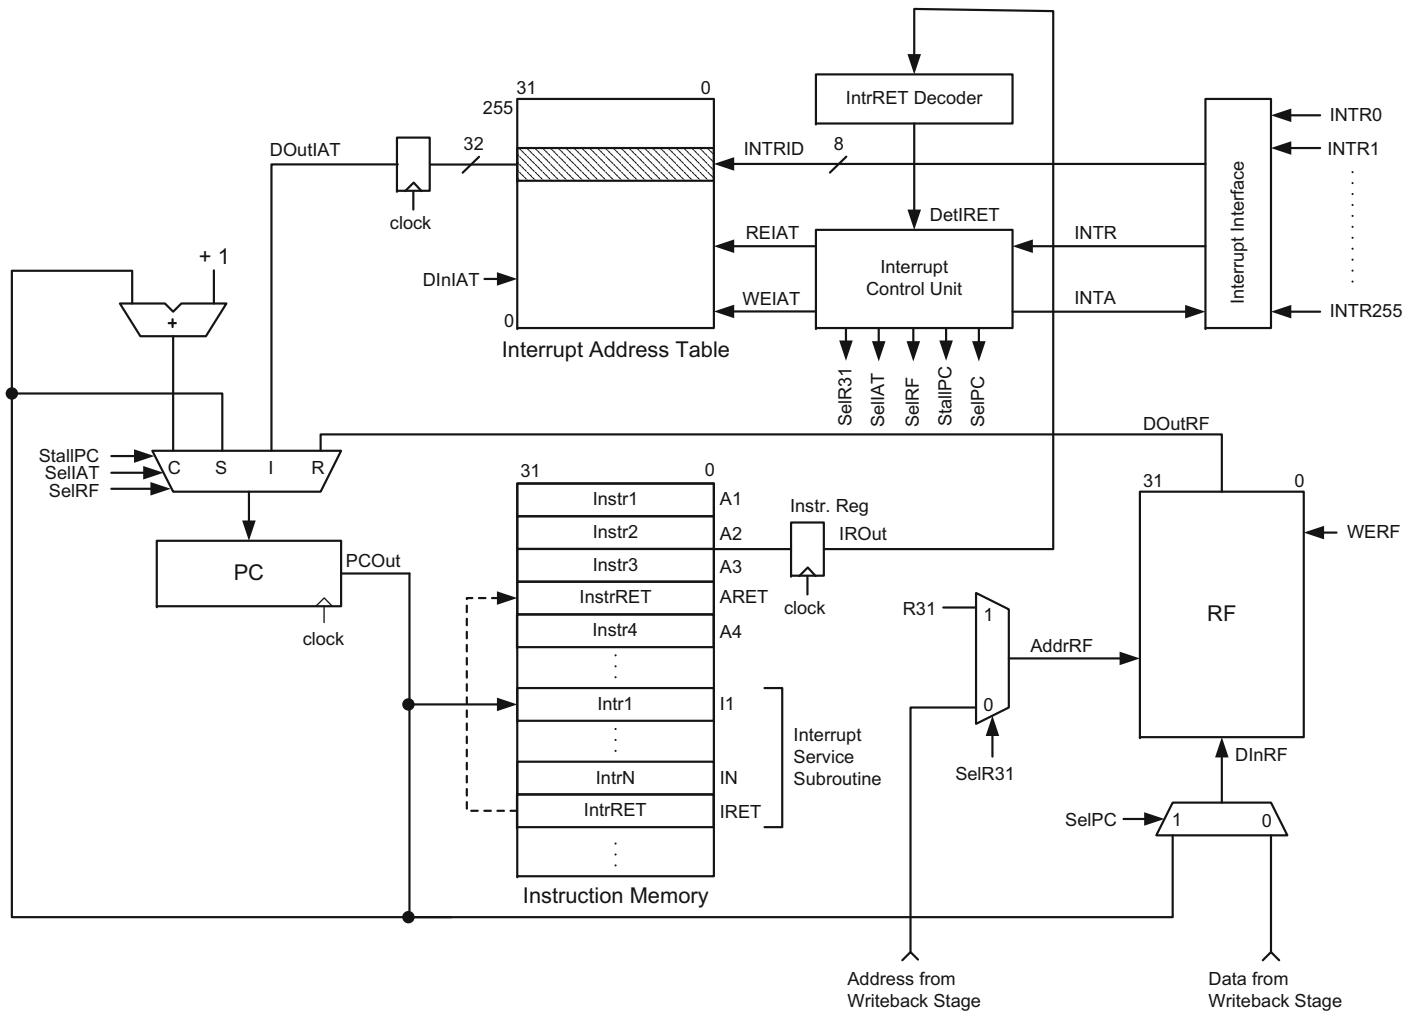 IntrRET Decoder
31 0
255
DOutIAT
32
INTRID
8
INTR0
INTR1
clock
DetIRET
REIAT
INTR
Interrupt Interface
+ 1
DInIAT
Interrupt
Control Unit
WEIAT
INTA
INTR255
+
0
Interrupt Address Table
SelR31
SelIAT
SelRF
StallPC
SelPC
DOutRF
StallPC
SelIAT
SelRF
C S I R
31 0
31 0
Instr1 A1
Instr. Reg
Instr2 A2
IROut
WERF
PC
PCOut
Instr3 A3
InstrRET ARET
clock
R31
1
RF
clock
Instr4 A4
AddrRF
Intr1 I1
0
Interrupt
Service
Subroutine
DInRF
IntrN IN
SelR31
IntrRET IRET
SelPC
1 0
Instruction Memory
Address from
Writeback Stage
Data from
Writeback Stage